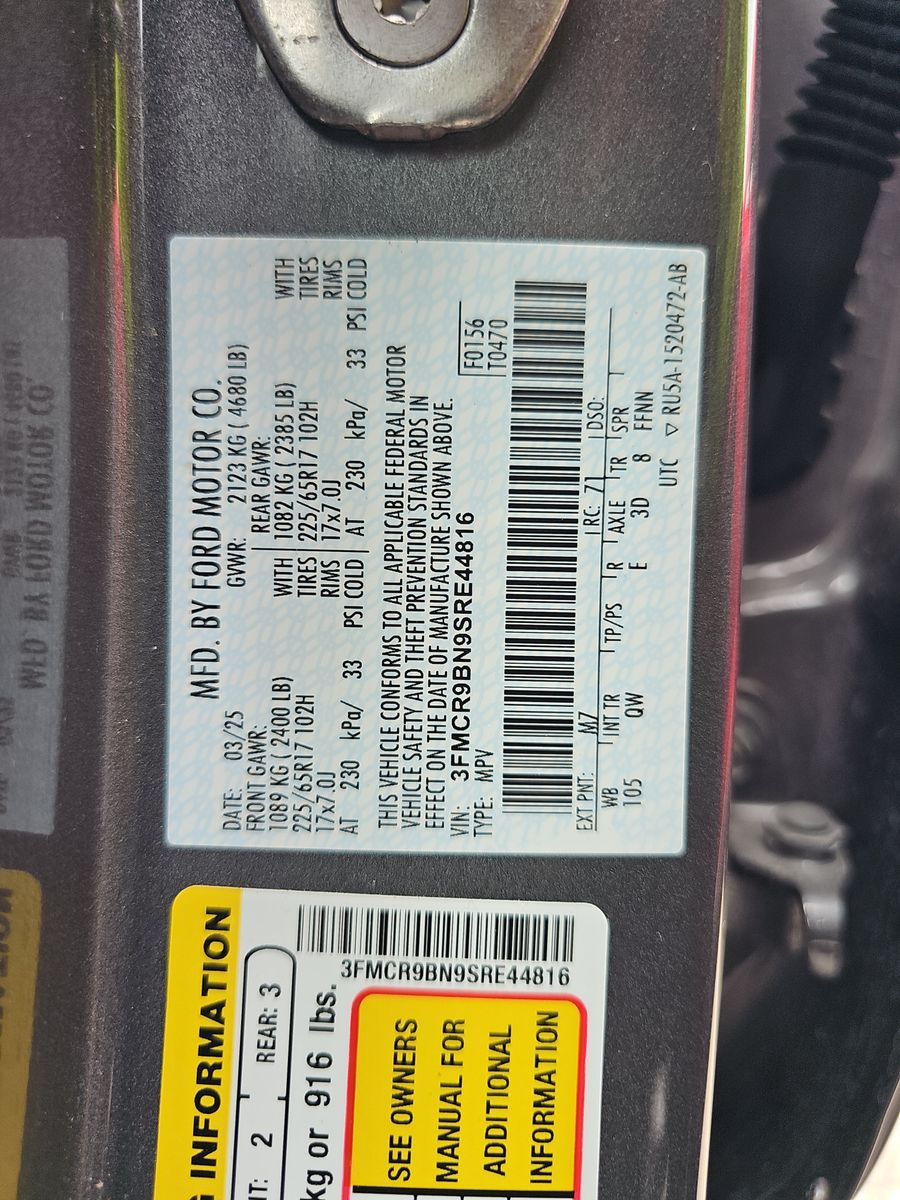 MFD. BY FORD MOTOR CO.
DATE: 03/25 GVWR: 2123 KG ( 4680 LB)
FRONT GAWR: REAR GAWR:
1089 KG ( 2400 LB) WITH 1082 KG ( 2385 LB) WITH
225/65R17 102H TIRES 225/65R17 102H TIRES
17x7.0J RIMS 17x7.0J RIMS
AT 230 kPa/ 33 PSI COLD AT 230 kPa/ 33 PSI COLD
THIS VEHICLE CONFORMS TO ALL APPLICABLE FEDERAL MOTOR
VEHICLE SAFETY AND THEFT PREVENTION STANDARDS IN
EFFECT ON THE DATE OF MANUFACTURE SHOWN ABOVE.
VIN: 3FMCR9BN9SRE44816
TYPE: MPV
F0156
T0470
EXT PNT: M7 RC: 71 DSO:
WB INT TR TP/PS R AXLE TR SPR
105 QW E 3D 8 FFNN
UTC ▽ RU5A-1520472-AB
G INFORMATION
NT: 2 REAR: 3
kg or 916 lbs.
3FMCR9BN9SRE44816
SEE OWNERS
MANUAL FOR
ADDITIONAL
INFORMATION